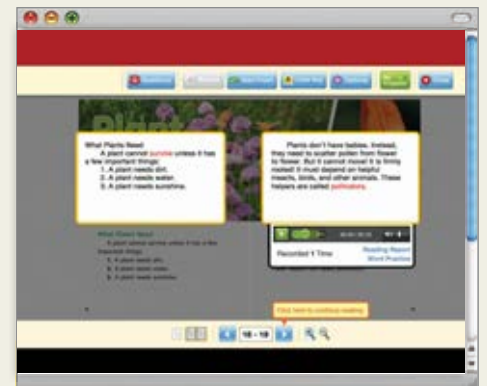 Plant
What Plants Need
A plant cannot survive unless it has
a few important things:
1. A plant needs dirt.
2. A plant needs water.
3. A plant needs sunshine.
Plants don't have babies. Instead,
they need to scatter pollen from flower
to flower. But it cannot move! It is firmly
rooted! It must depend on helpful
insects, birds, and other animals. These
helpers are called pollinators.
What Plants Need
A plant cannot survive unless it has a few
important things:
1. A plant needs dirt.
2. A plant needs water.
3. A plant needs sunshine.
Recorded 1 Time
Reading Report
Word Practice
Click here to continue reading
18 - 19